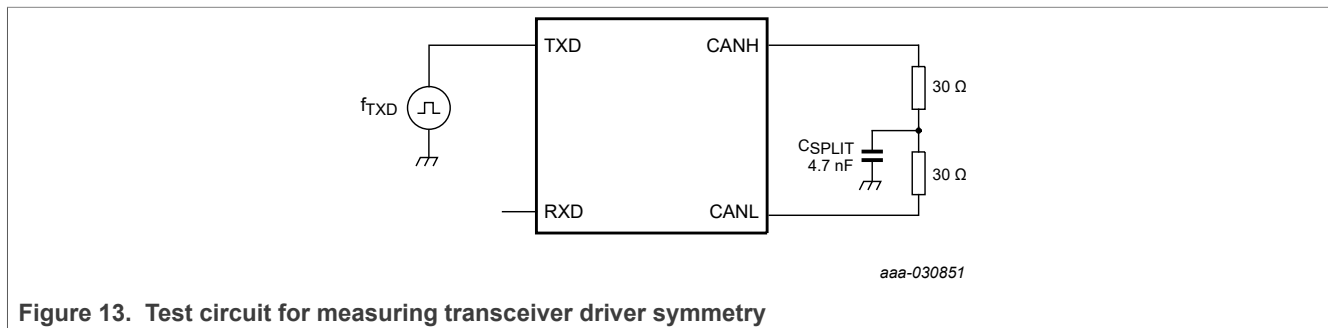 TXD
CANH
30 Ω
fTXD
CSPLIT
4.7 nF
30 Ω
RXD
CANL
aaa-030851
Figure 13. Test circuit for measuring transceiver driver symmetry